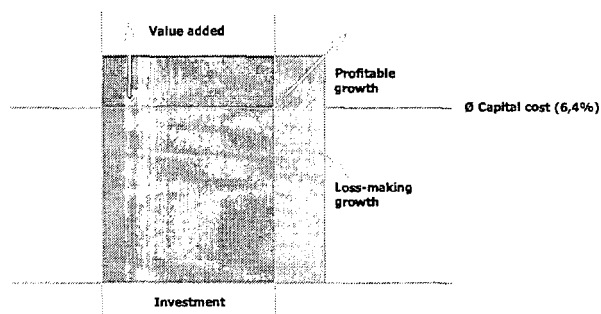 Value added
Profitable
growth
Ø Capital cost (6,4%)
Loss-making
growth
Investment